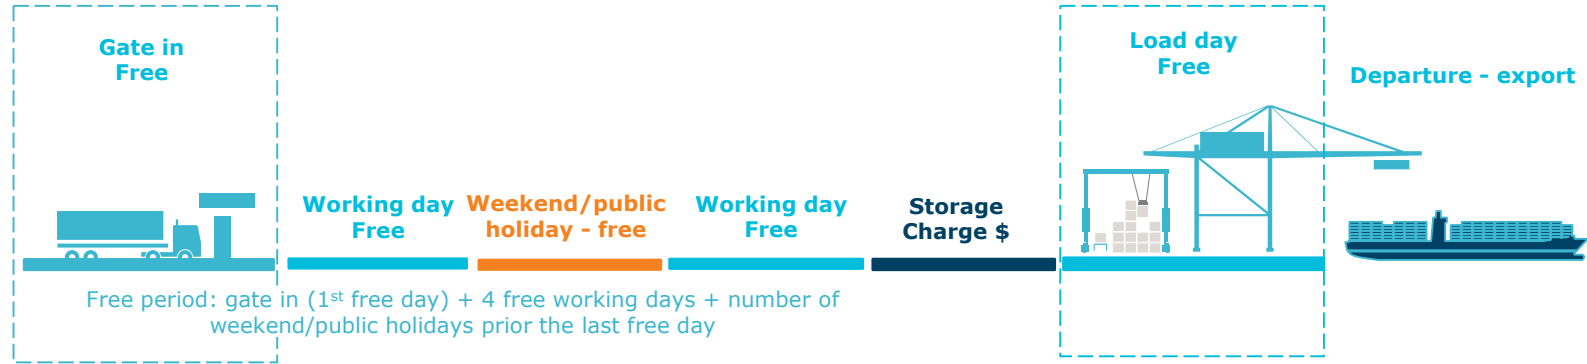 Gate in
Free
Working day
Free
Weekend/public
holiday - free
Working day
Free
Storage
Charge $
Load day
Free
Departure - export
Free period: gate in (1st free day) + 4 free working days + number of
weekend/public holidays prior the last free day